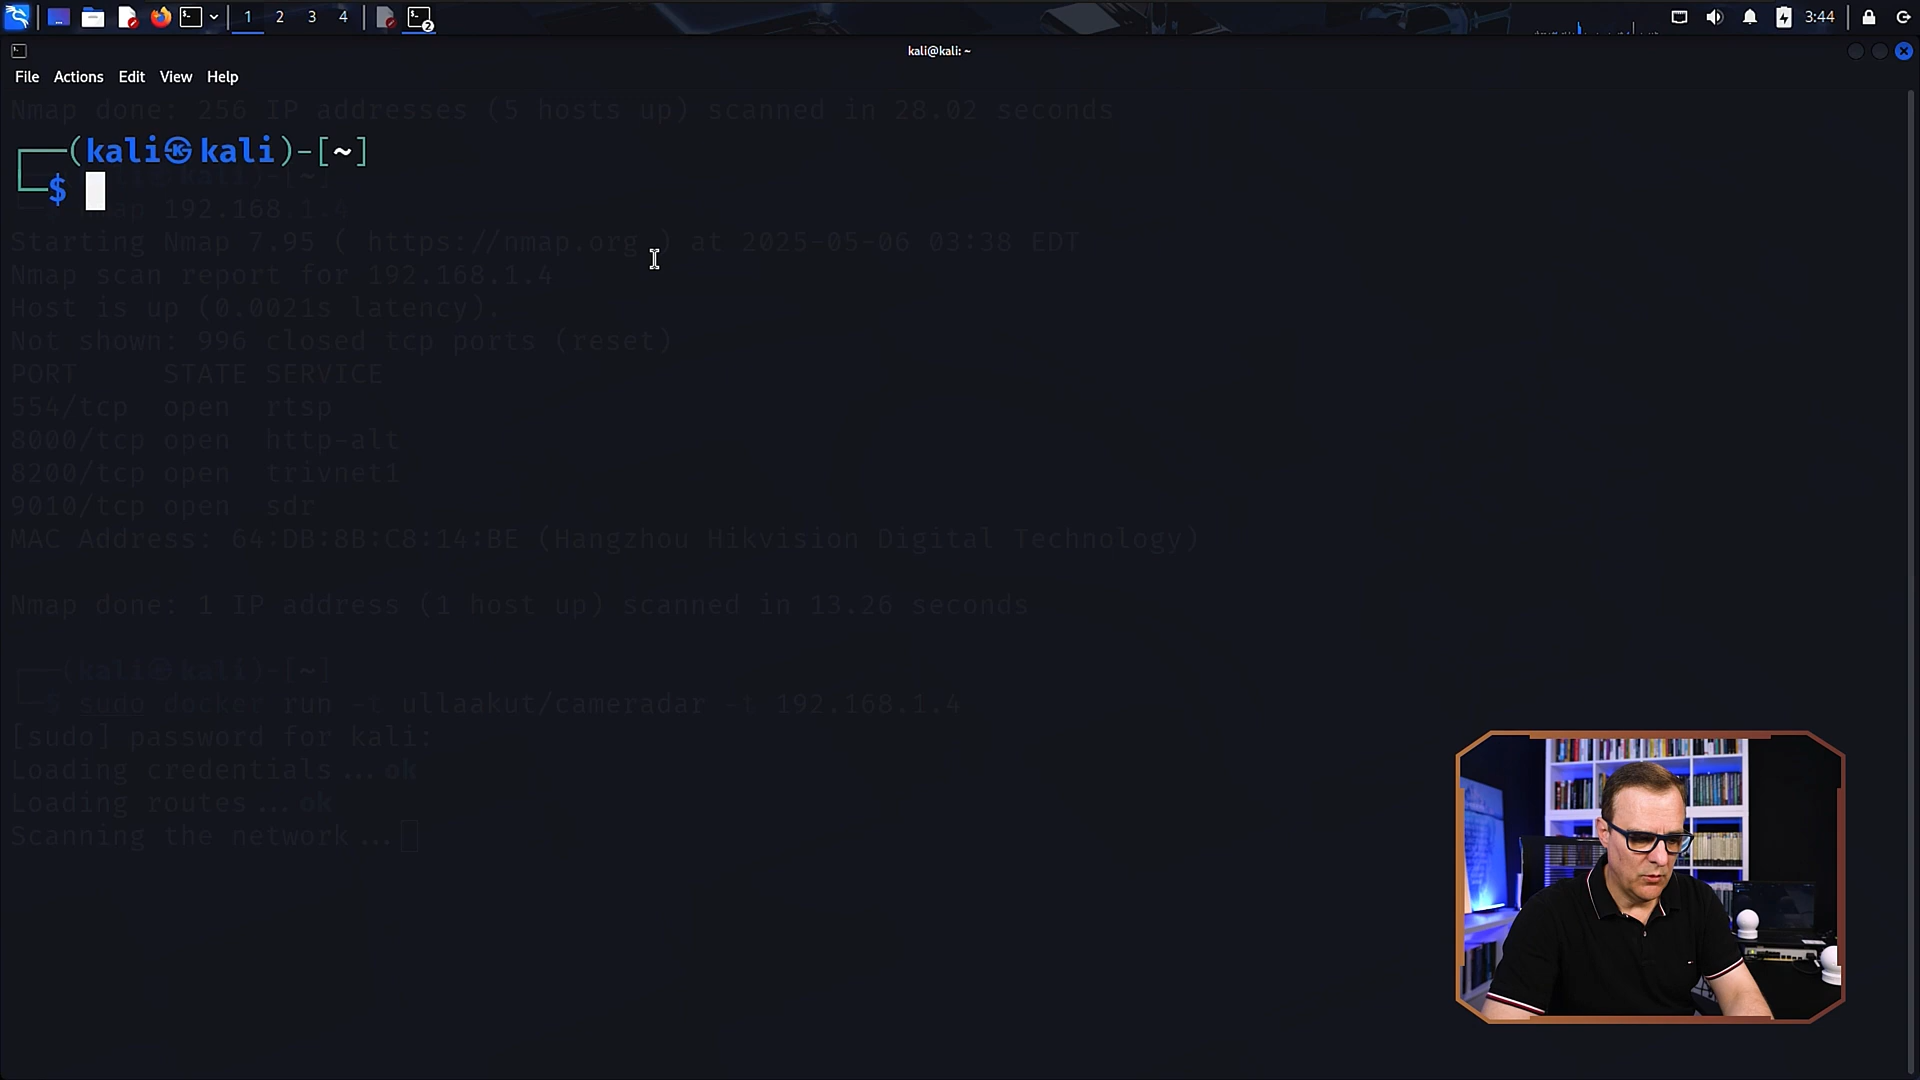 1 2 3 4 2 3:44
kali@kali: ~
File Actions Edit View Help
Nmap done: 256 IP addresses (5 hosts up) scanned in 28.02 seconds
(kali㉿kali)-[~]
$
(kali㉿kali)-[~]
nmap 192.168.1.4
Starting Nmap 7.95 ( https://nmap.org ) at 2025-05-06 03:38 EDT
Nmap scan report for 192.168.1.4
Host is up (0.0021s latency).
Not shown: 996 closed tcp ports (reset)
PORT STATE SERVICE
554/tcp open rtsp
8000/tcp open http-alt
8200/tcp open trivnet1
9010/tcp open sdr
MAC Address: 64:DB:8B:C8:14:BE (Hangzhou Hikvision Digital Technology)
Nmap done: 1 IP address (1 host up) scanned in 13.26 seconds
(kali㉿kali)-[~]
$ sudo docker run -t ullaakut/cameradar -t 192.168.1.4
[sudo] password for kali:
Loading credentials...ok
Loading routes...ok
Scanning the network...